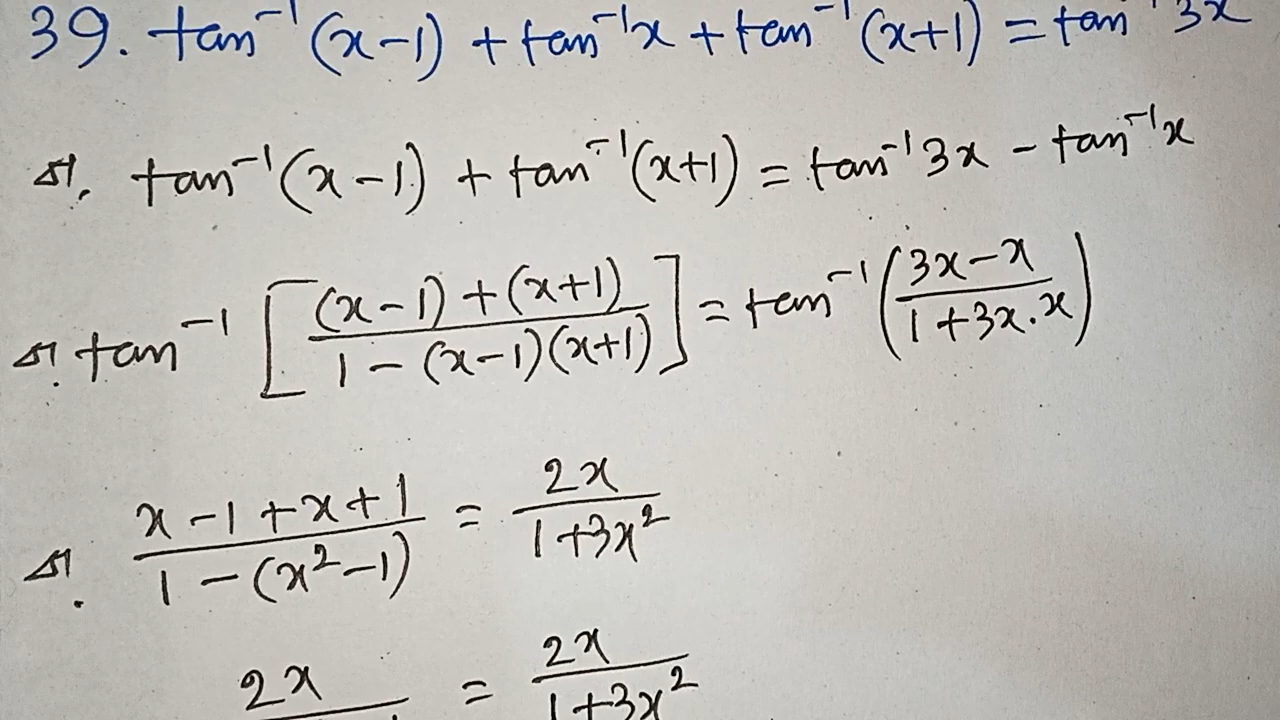 39. tan⁻¹(x-1) + tan⁻¹x + tan⁻¹(x+1) = tan⁻¹3x
বা, tan⁻¹(x-1) + tan⁻¹(x+1) = tan⁻¹3x - tan⁻¹x
বা, tan⁻¹[((x-1)+(x+1))/(1-(x-1)(x+1))] = tan⁻¹((3x-x)/(1+3x.x))
বা, (x-1+x+1)/(1-(x²-1)) = 2x/(1+3x²)
2x = 2x/(1+3x²)